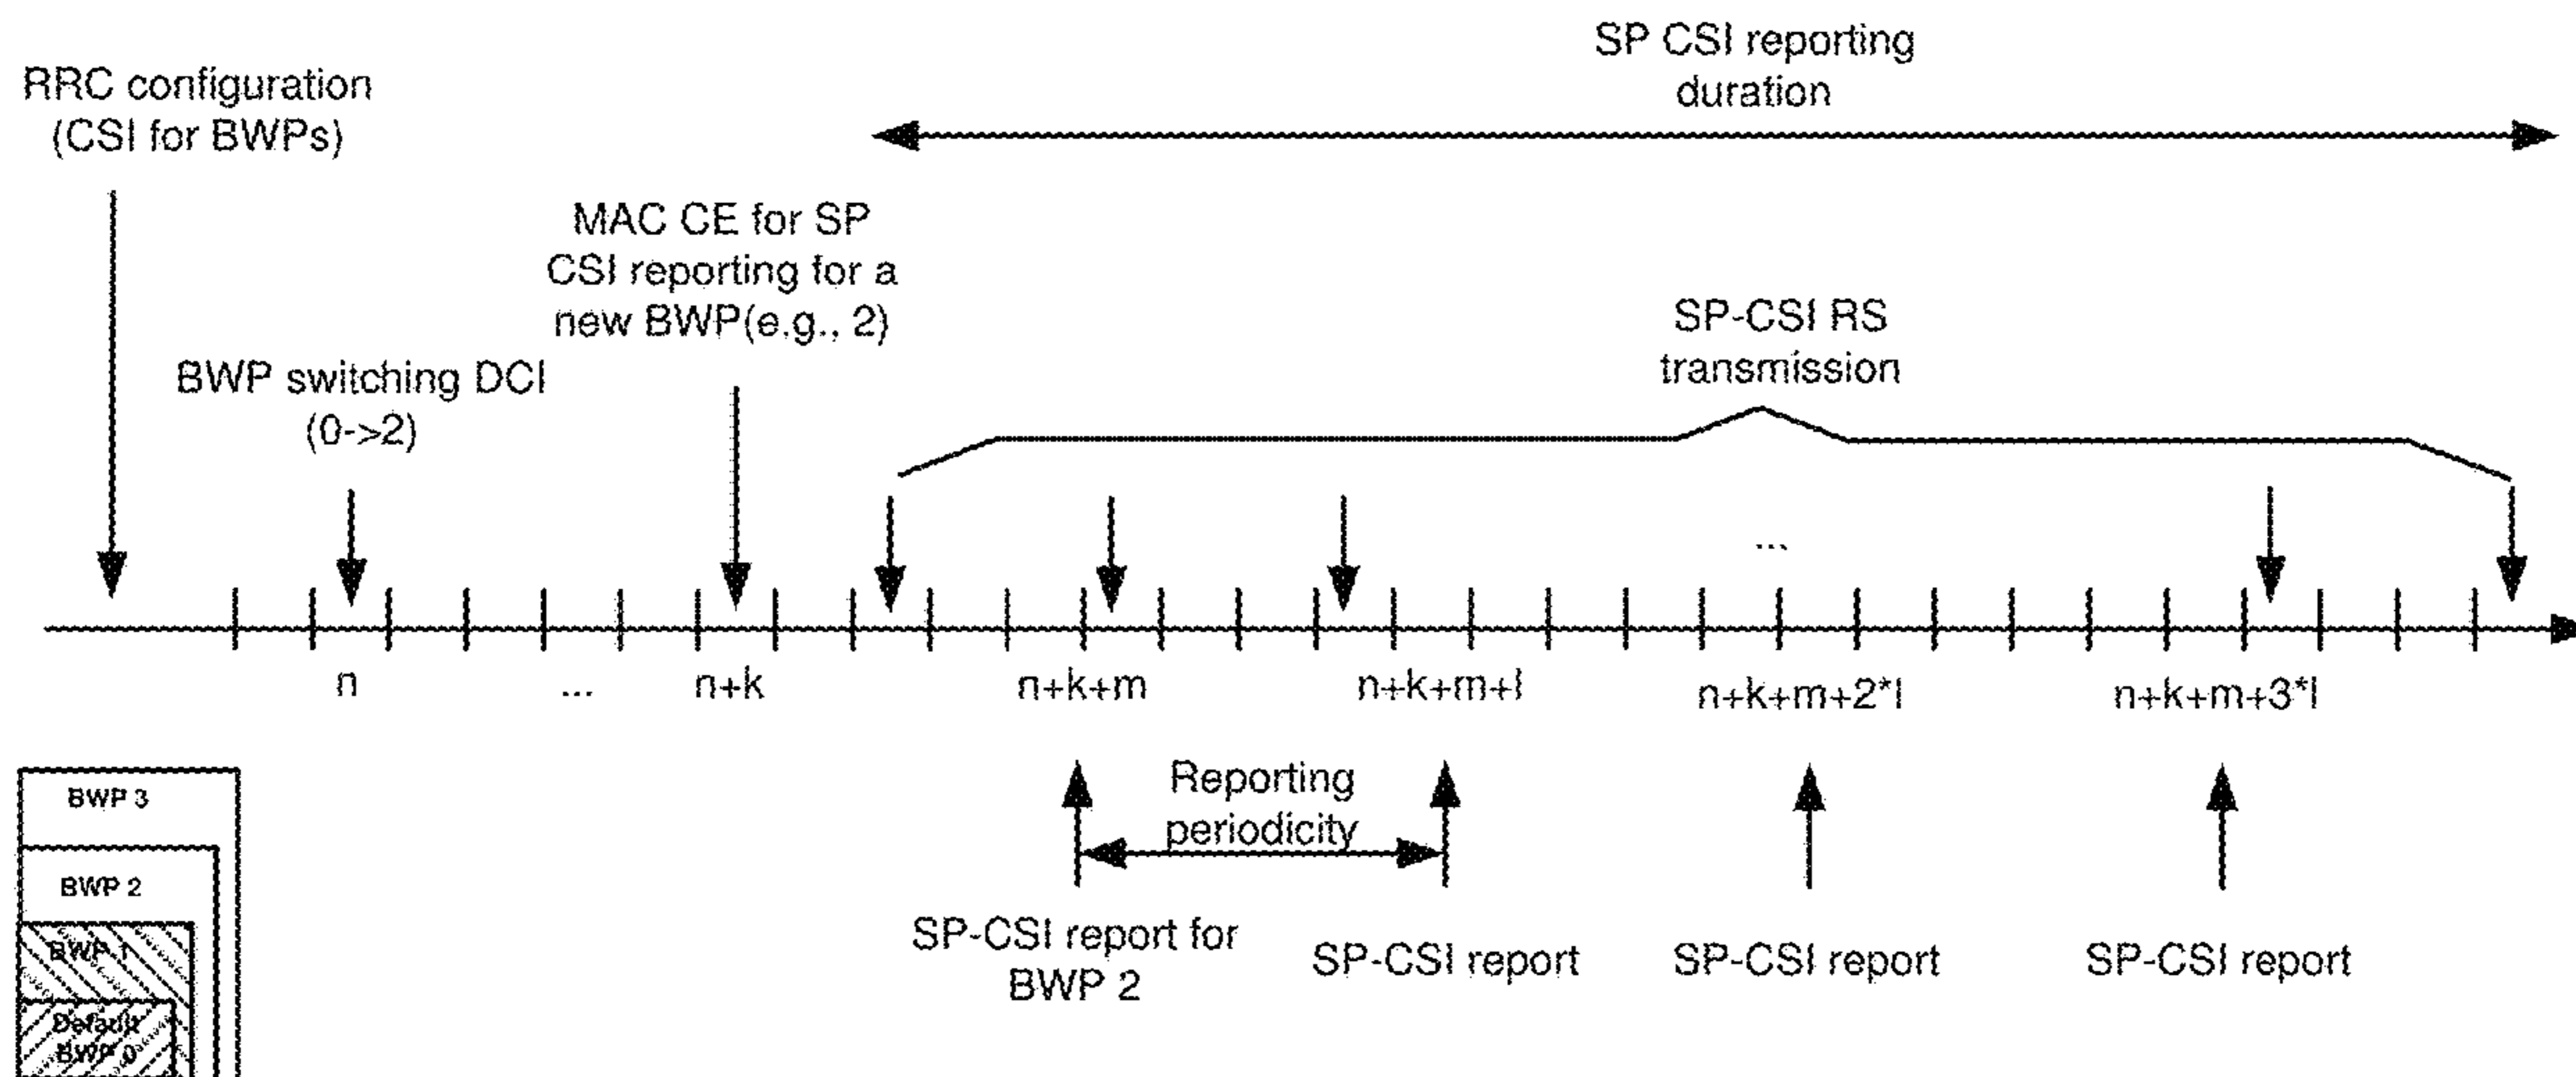 SP CSI reporting
duration
RRC configuration
(CSI for BWPs)
MAC CE for SP
CSI reporting for a
new BWP(e.g., 2)
SP-CSI RS
transmission
BWP switching DCI
(0->2)
...
n
...
n+k
n+k+m
n+k+m+l
n+k+m+2*l
n+k+m+3*l
Reporting
periodicity
SP-CSI report for
BWP 2
SP-CSI report
SP-CSI report
SP-CSI report
BWP 3
BWP 2
BWP 1
Default
BWP 0